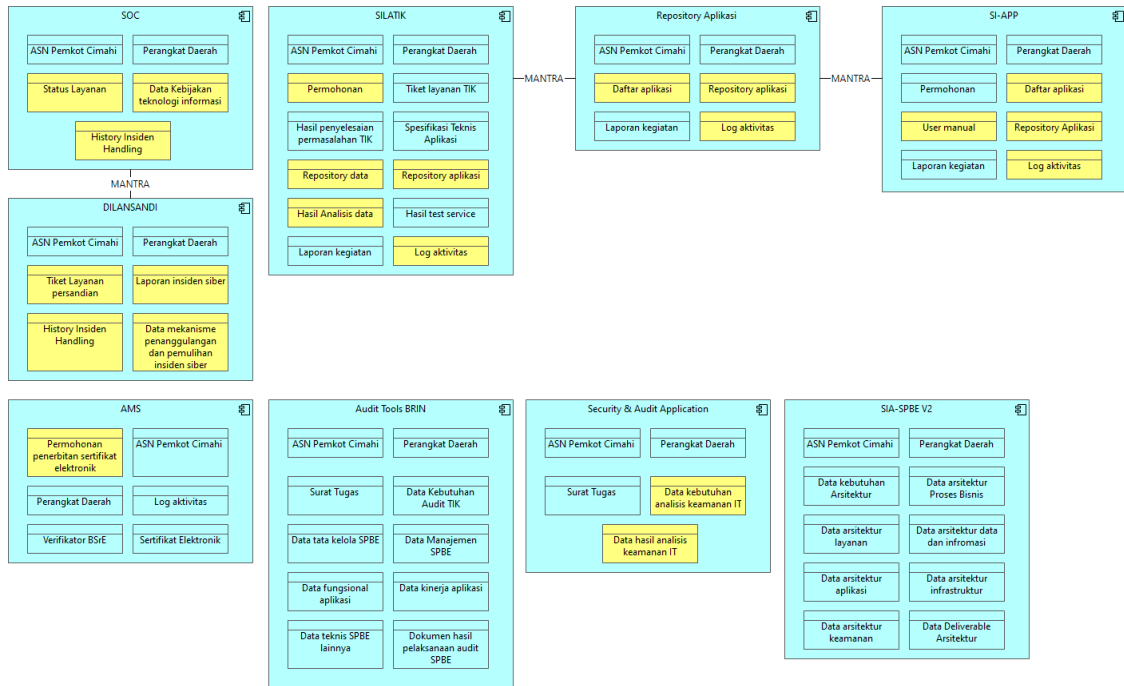 SOC
ASN Pemkot Cimahi
Perangkat Daerah
Status Layanan
Data Kebijakan
teknologi informasi
History Insiden
Handling
MANTRA
DILANSANDI
ASN Pemkot Cimahi
Perangkat Daerah
Tiket Layanan
persandian
Laporan insiden siber
History Insiden
Handling
Data mekanisme
penanggulangan
dan pemulihan
insiden siber
SILATIK
ASN Pemkot Cimahi
Perangkat Daerah
Permohonan
Tiket layanan TIK
Hasil penyelesaian
permasalahan TIK
Spesifikasi Teknis
Aplikasi
Repository data
Repository aplikasi
Hasil Analisis data
Hasil test service
Laporan kegiatan
Log aktivitas
MANTRA
Repository Aplikasi
ASN Pemkot Cimahi
Perangkat Daerah
Daftar aplikasi
Repository aplikasi
Laporan kegiatan
Log aktivitas
MANTRA
SI-APP
ASN Pemkot Cimahi
Perangkat Daerah
Permohonan
Daftar aplikasi
User manual
Repository Aplikasi
Laporan kegiatan
Log aktivitas
AMS
Permohonan
penerbitan sertifikat
elektronik
ASN Pemkot Cimahi
Perangkat Daerah
Log aktivitas
Verifikator BSrE
Sertifikat Elektronik
Audit Tools BRIN
ASN Pemkot Cimahi
Perangkat Daerah
Surat Tugas
Data Kebutuhan
Audit TIK
Data tata kelola SPBE
Data Manajemen
SPBE
Data fungsional
aplikasi
Data kinerja aplikasi
Data teknis SPBE
lainnya
Dokumen hasil
pelaksanaan audit
SPBE
Security & Audit Application
ASN Pemkot Cimahi
Perangkat Daerah
Surat Tugas
Data kebutuhan
analisis keamanan IT
Data hasil analisis
keamanan IT
SIA-SPBE V2
ASN Pemkot Cimahi
Perangkat Daerah
Data kebutuhan
Arsitektur
Data arsitektur
Proses Bisnis
Data arsitektur
layanan
Data arsitektur data
dan infromasi
Data arsitektur
aplikasi
Data arsitektur
infrastruktur
Data arsitektur
keamanan
Data Deliverable
Arsitektur